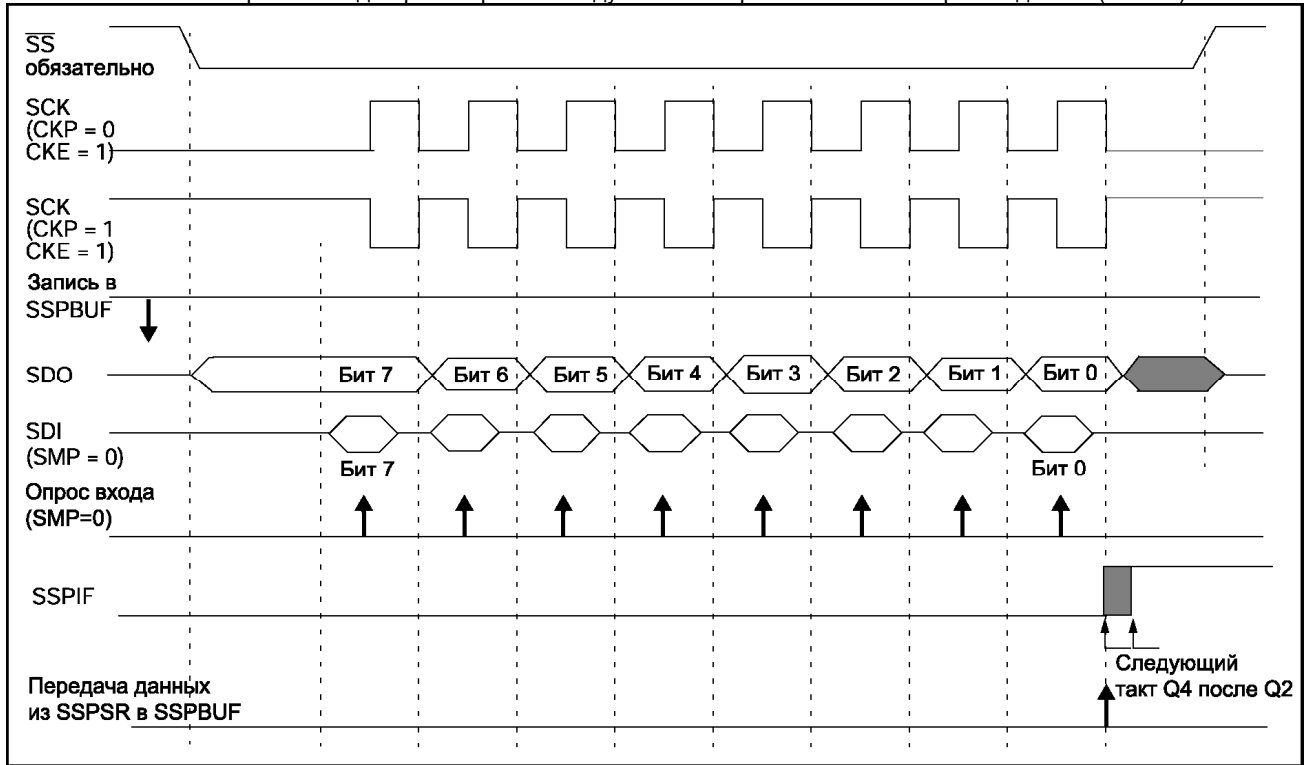 SS
обязательно
SCK
(CKP = 0
CKE = 1)
SCK
(CKP = 1
CKE = 1)
Запись в
SSPBUF
SDO
Бит 7
Бит 6
Бит 5
Бит 4
Бит 3
Бит 2
Бит 1
Бит 0
SDI
(SMP = 0)
Бит 7
Бит 0
Опрос входа
(SMP=0)
SSPIF
Следующий
такт Q4 после Q2
Передача данных
из SSPSR в SSPBUF